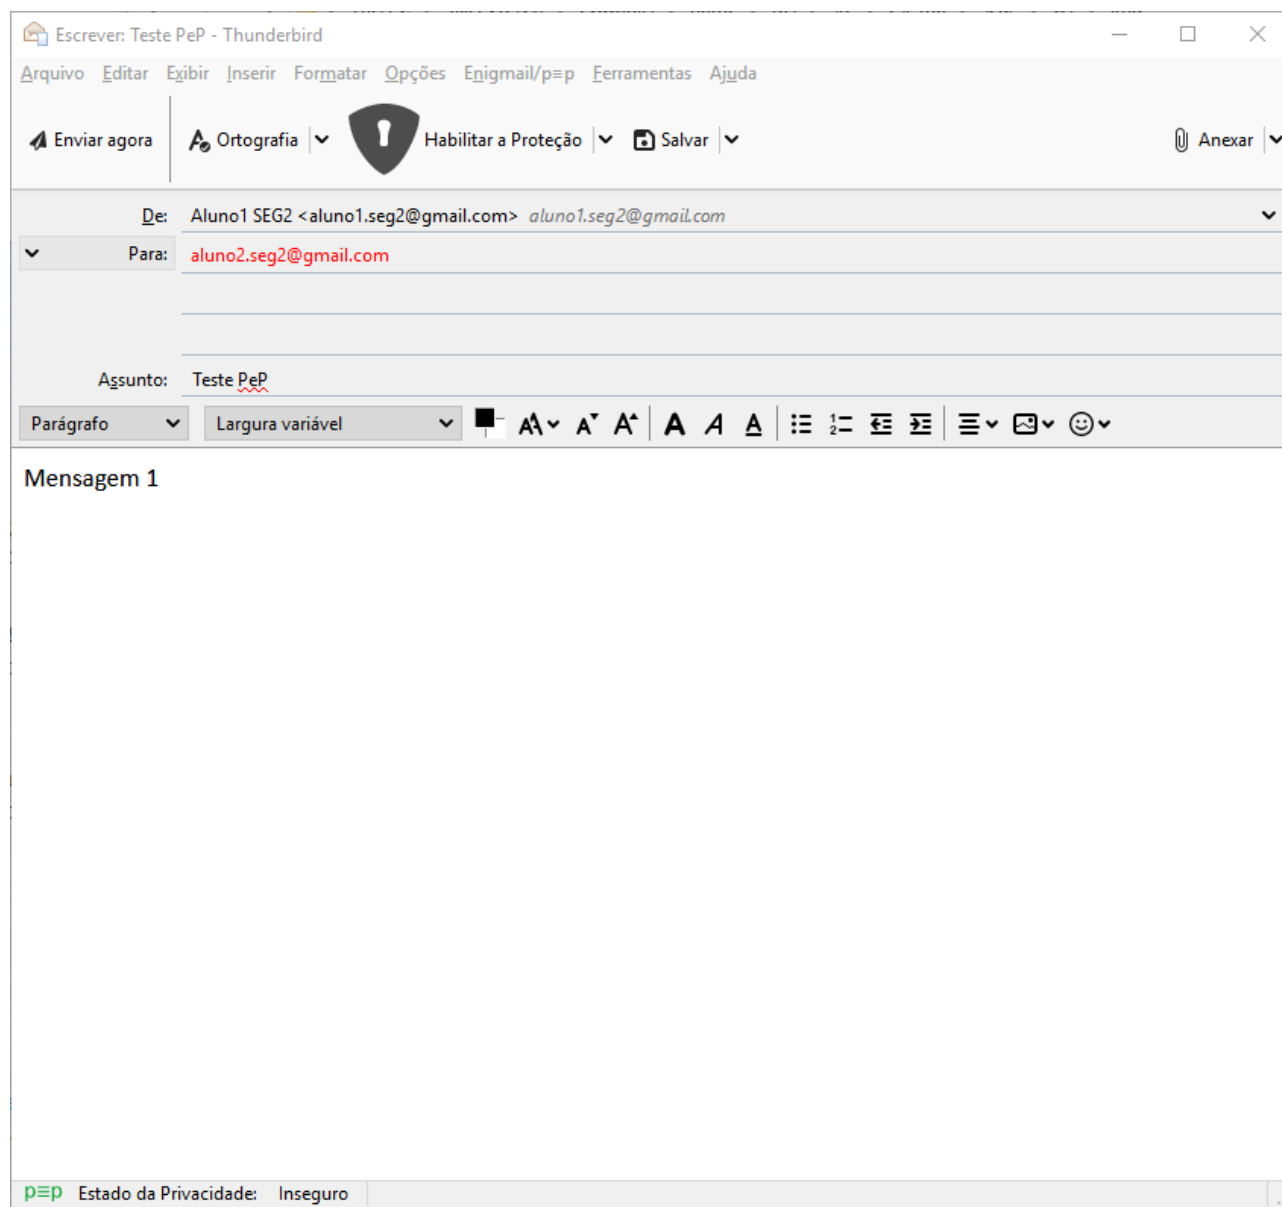 Escrever: Teste PeP - Thunderbird
Arquivo Editar Exibir Inserir Formatar Opções Enigmail/p≡p Ferramentas Ajuda
Enviar agora Ortografia Habilitar a Proteção Salvar Anexar
De: Aluno1 SEG2 <aluno1.seg2@gmail.com> aluno1.seg2@gmail.com
Para: aluno2.seg2@gmail.com
Assunto: Teste PeP
Parágrafo Largura variável
Mensagem 1
p≡p Estado da Privacidade: Inseguro